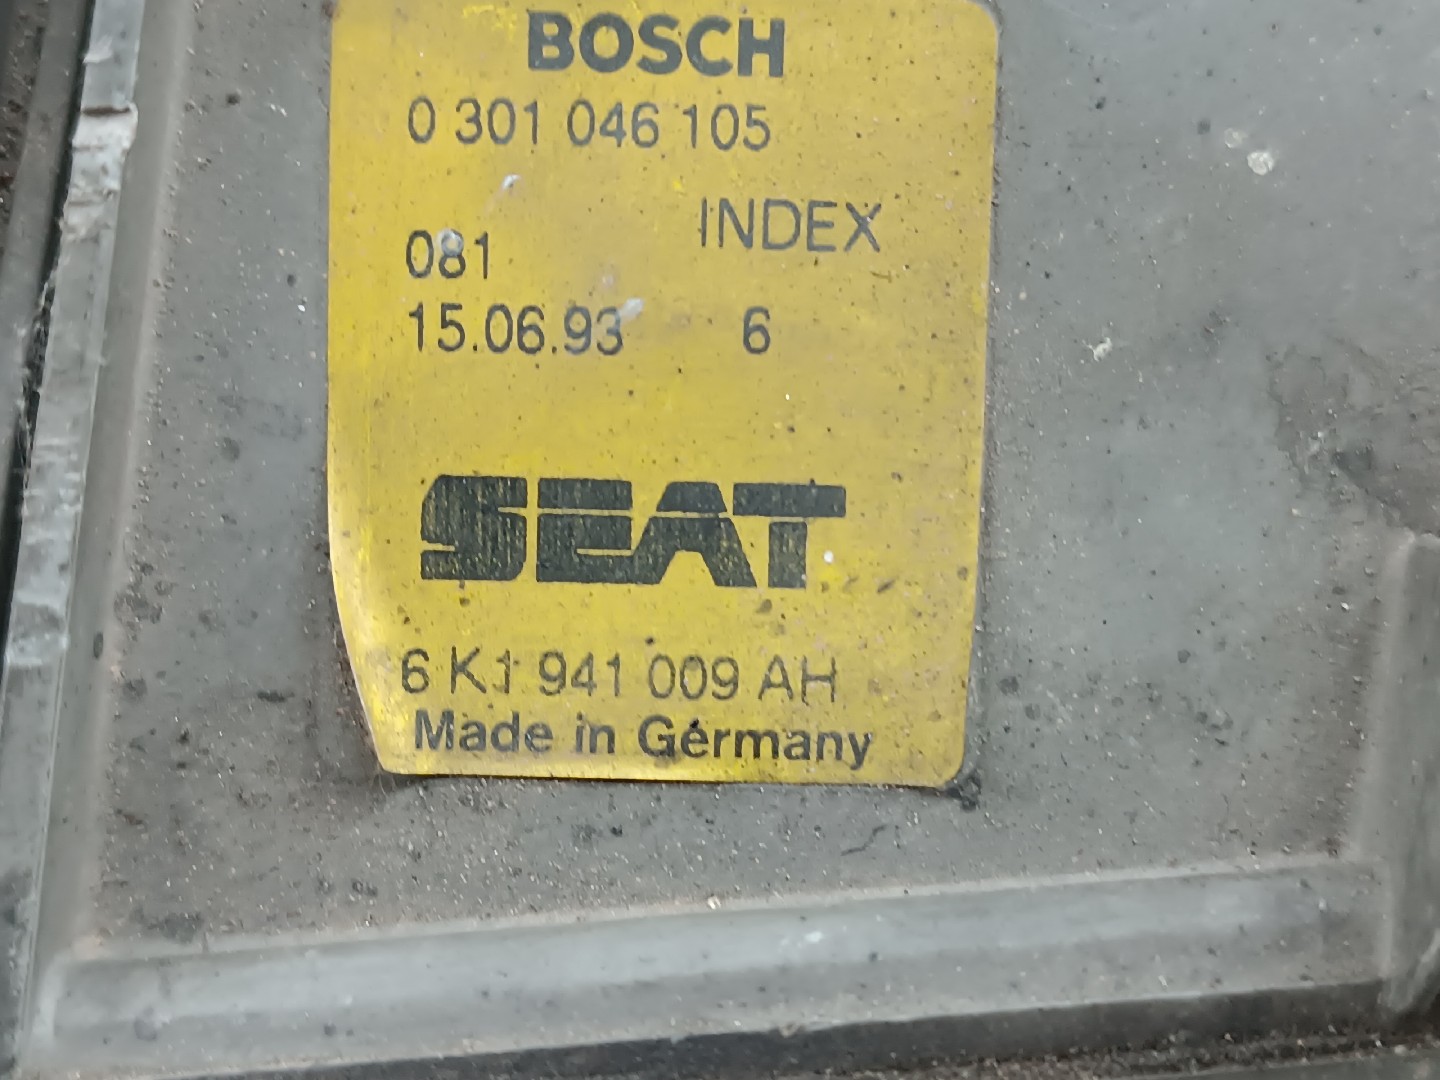 BOSCH
0 301 046 105
INDEX
081
15.06.93 6
SEAT
6 K1 941 009 AH
Made in Germany